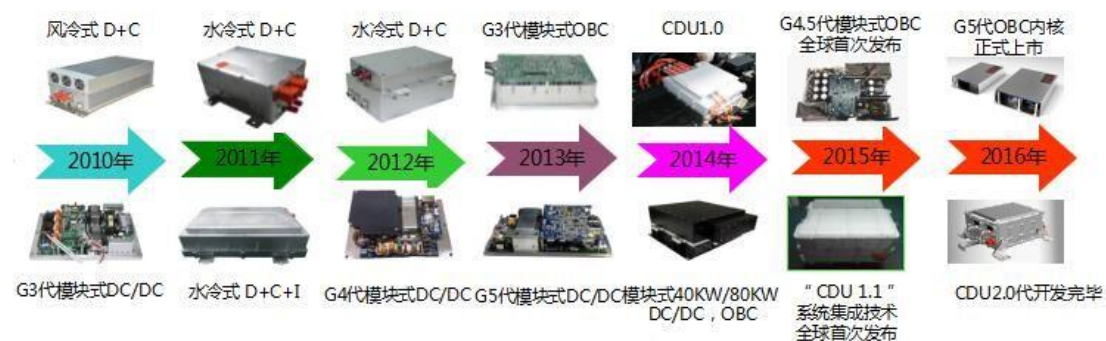 风冷式 D+C
水冷式 D+C
水冷式 D+C
G3代模块式OBC
CDU1.0
G4.5代模块式OBC
全球首次发布
G5代OBC内核
正式上市
2010年
2011年
2012年
2013年
2014年
2015年
2016年
G3代模块式DC/DC
水冷式 D+C+I
G4代模块式DC/DC
G5代模块式DC/DC
模块式40KW/80KW
DC/DC，OBC
“ CDU 1.1 ”
系统集成技术
全球首次发布
CDU2.0代开发完毕